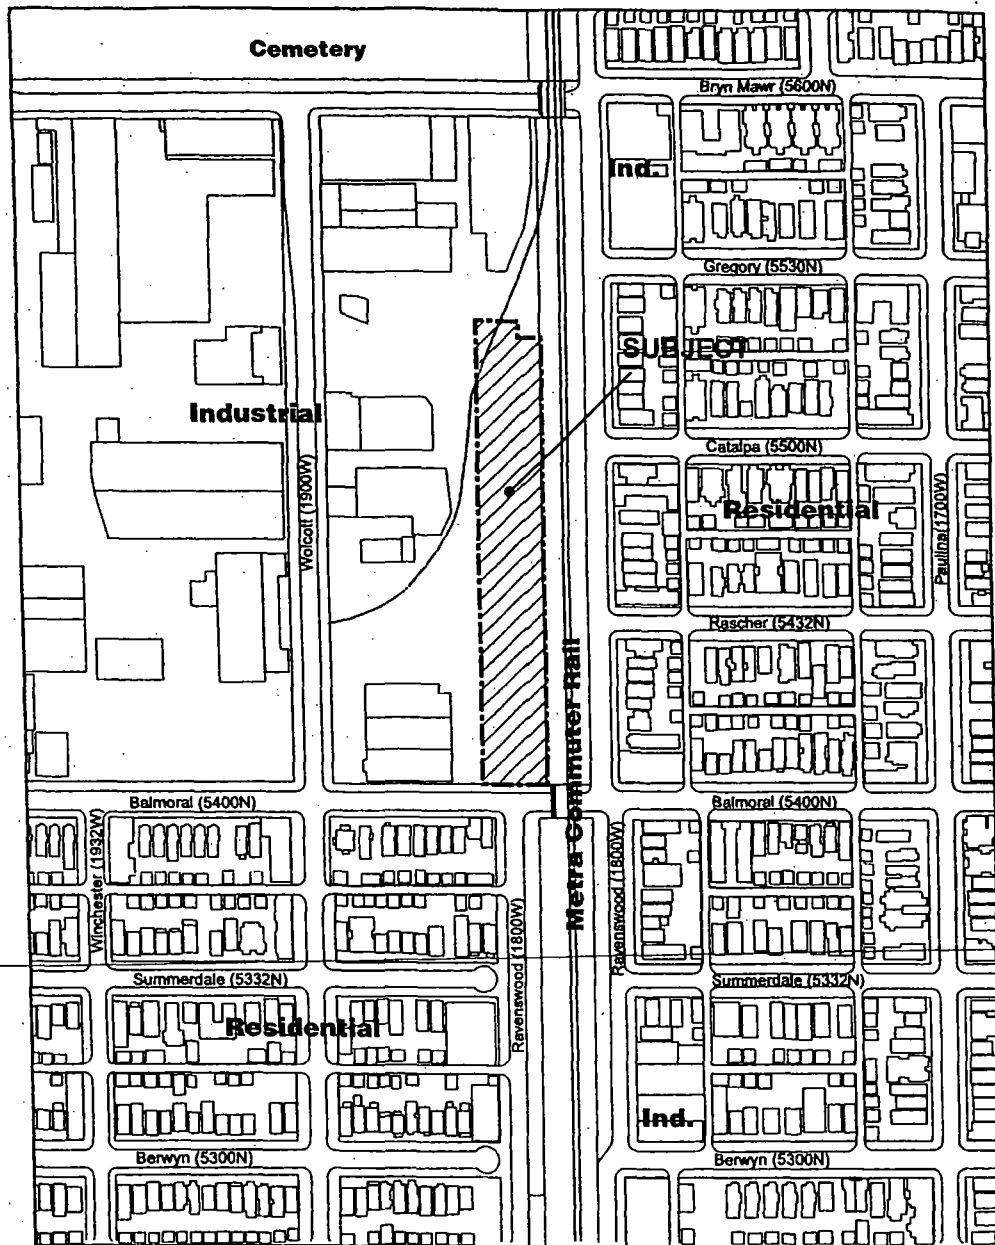 Cemetery
Bryn Mawr (5600N)
Ind.
Gregory (5530N)
SUBJECT
Industrial
Catalpa (5500N)
Wolcott (1900W)
Residential
Paulina(1700W)
Rascher (5432N)
Metra Commuter Rail
Balmoral (5400N)
Balmoral (5400N)
Winchester (1932W)
Ravenswood (1800W)
Ravenswood (1800W)
Summerdale (5332N)
Summerdale (5332N)
Residential
Ind.
Berwyn (5300N)
Berwyn (5300N)